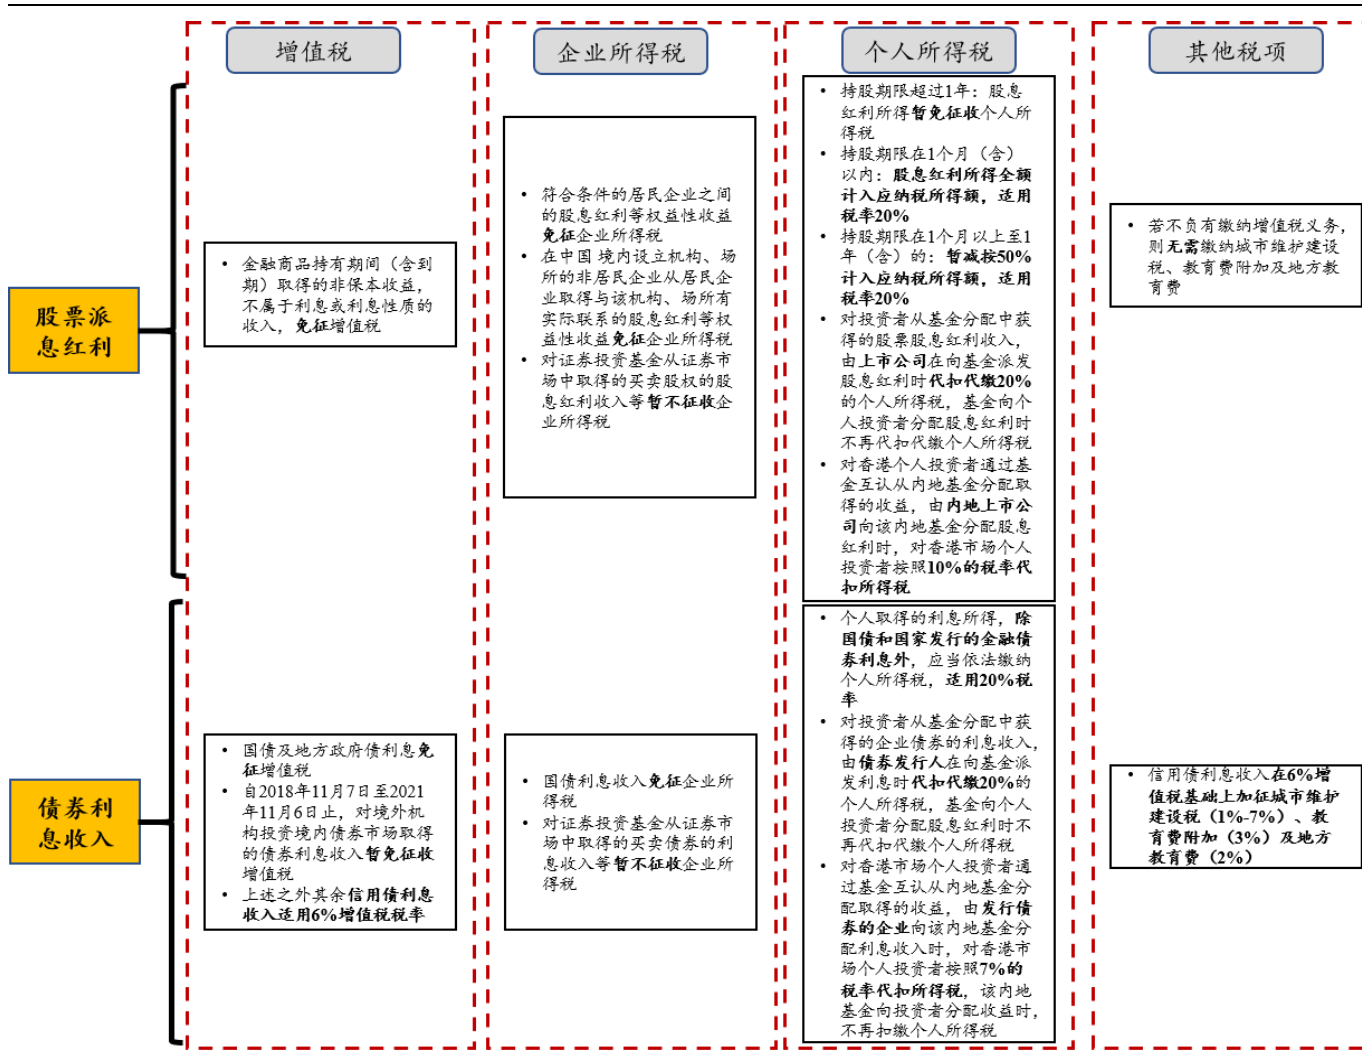 增值税
企业所得税
个人所得税
其他税项
股票派
息红利
• 金融商品持有期间（含到
期）取得的非保本收益，
不属于利息或利息性质的
收入，免征增值税
• 符合条件的居民企业之间
的股息红利等权益性收益
免征企业所得税
• 在中国 境内设立机构、场
所的非居民企业从居民企
业取得与该机构、场所有
实际联系的股息红利等权
益性收益免征企业所得税
• 对证券投资基金从证券市
场中取得的买卖股权的股
息红利收入等暂不征收企
业所得税
• 持股期限超过1年：股息
红利所得暂免征收个人所
得税
• 持股期限在1个月（含）
以内：股息红利所得全额
计入应纳税所得额，适用
税率20%
• 持股期限在1个月以上至1
年（含）的：暂减按50%
计入应纳税所得额，适用
税率20%
• 对投资者从基金分配中获
得的股票股息红利收入，
由上市公司在向基金派发
股息红利时代扣代缴20%
的个人所得税，基金向个
人投资者分配股息红利时
不再代扣代缴个人所得税
• 对香港个人投资者通过基
金互认从内地基金分配取
得的收益，由内地上市公
司向该内地基金分配股息
红利时，对香港市场个人
投资者按照10%的税率代
扣所得税
• 若不负有缴纳增值税义务，
则无需缴纳城市维护建设
税、教育费附加及地方教
育费
债券利
息收入
• 国债及地方政府债利息免
征增值税
• 自2018年11月7日至2021
年11月6日止，对境外机
构投资境内债券市场取得
的债券利息收入暂免征收
增值税
• 上述之外其余信用债利息
收入适用6%增值税税率
• 国债利息收入免征企业所
得税
• 对证券投资基金从证券市
场中取得的买卖债券的利
息收入等暂不征收企业所
得税
• 个人取得的利息所得，除
国债和国家发行的金融债
券利息外，应当依法缴纳
个人所得税，适用20%税
率
• 对投资者从基金分配中获
得的企业债券的利息收入，
由债券发行人在向基金派
发利息时代扣代缴20%的
个人所得税，基金向个人
投资者分配股息红利时不
再代扣代缴个人所得税
• 对香港市场个人投资者通
过基金互认从内地基金分
配取得的收益，由发行债
券的企业向该内地基金分
配利息收入时，对香港市
场个人投资者按照7%的
税率代扣所得税，该内地
基金向投资者分配收益时，
不再扣缴个人所得税
• 信用债利息收入在6%增
值税基础上加征城市维护
建设税（1%-7%）、教
育费附加（3%）及地方
教育费（2%）